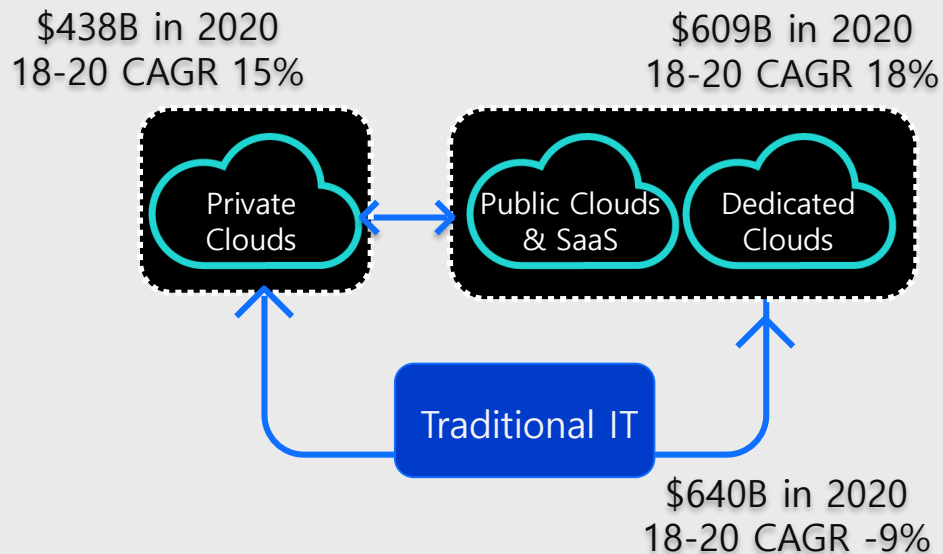 $438B in 2020
18-20 CAGR 15%
$609B in 2020
18-20 CAGR 18%
Private
Clouds
Public Clouds
& SaaS
Dedicated
Clouds
Traditional IT
$640B in 2020
18-20 CAGR -9%